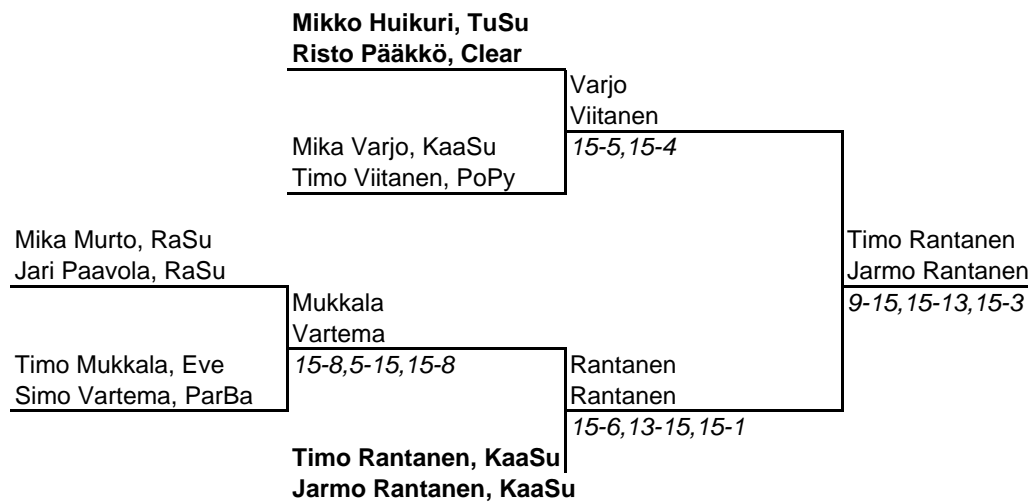 Mikko Huikuri, TuSu
Risto Pääkkö, Clear
Varjo
Viitanen
Mika Varjo, KaaSu
15-5,15-4
Timo Viitanen, PoPy
Mika Murto, RaSu
Timo Rantanen
Jari Paavola, RaSu
Jarmo Rantanen
Mukkala
9-15,15-13,15-3
Vartema
Timo Mukkala, Eve
15-8,5-15,15-8
Rantanen
Simo Vartema, ParBa
Rantanen
15-6,13-15,15-1
Timo Rantanen, KaaSu
Jarmo Rantanen, KaaSu